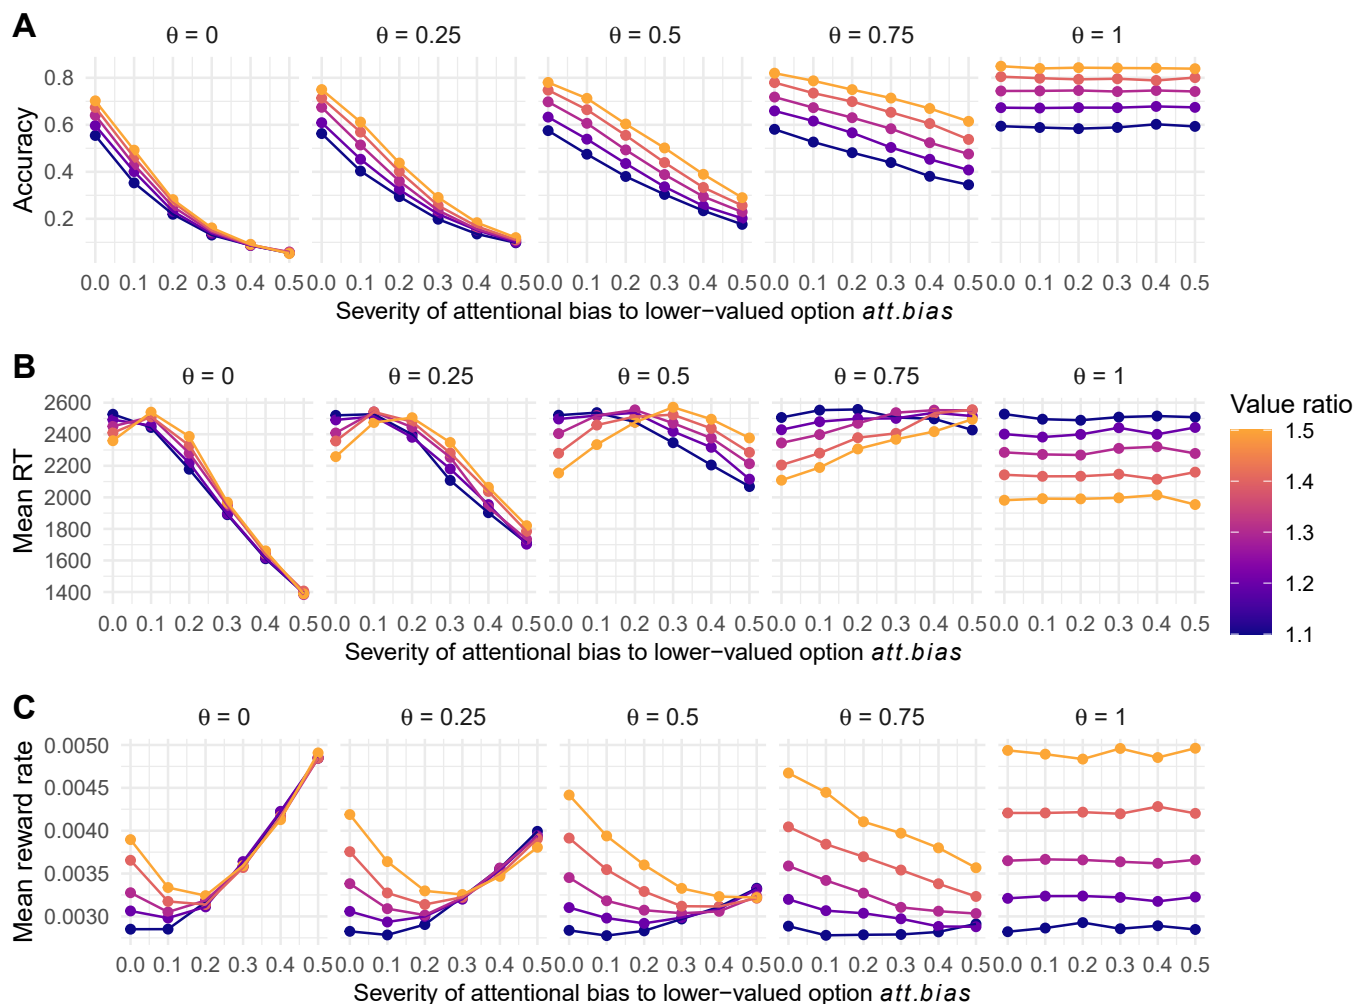 A
θ = 0 θ = 0.25 θ = 0.5 θ = 0.75 θ = 1
Accuracy
0.8
0.6
0.4
0.2
0.0 0.1 0.2 0.3 0.4 0.5 0.0 0.1 0.2 0.3 0.4 0.5 0.0 0.1 0.2 0.3 0.4 0.5 0.0 0.1 0.2 0.3 0.4 0.5 0.0 0.1 0.2 0.3 0.4 0.5
Severity of attentional bias to lower−valued option att.bias
B
θ = 0 θ = 0.25 θ = 0.5 θ = 0.75 θ = 1
Mean RT
2600
2400
2200
2000
1800
1600
1400
0.0 0.1 0.2 0.3 0.4 0.5 0.0 0.1 0.2 0.3 0.4 0.5 0.0 0.1 0.2 0.3 0.4 0.5 0.0 0.1 0.2 0.3 0.4 0.5 0.0 0.1 0.2 0.3 0.4 0.5
Severity of attentional bias to lower−valued option att.bias
Value ratio
1.5
1.4
1.3
1.2
1.1
C
θ = 0 θ = 0.25 θ = 0.5 θ = 0.75 θ = 1
Mean reward rate
0.0050
0.0045
0.0040
0.0035
0.0030
0.0 0.1 0.2 0.3 0.4 0.5 0.0 0.1 0.2 0.3 0.4 0.5 0.0 0.1 0.2 0.3 0.4 0.5 0.0 0.1 0.2 0.3 0.4 0.5 0.0 0.1 0.2 0.3 0.4 0.5
Severity of attentional bias to lower−valued option att.bias